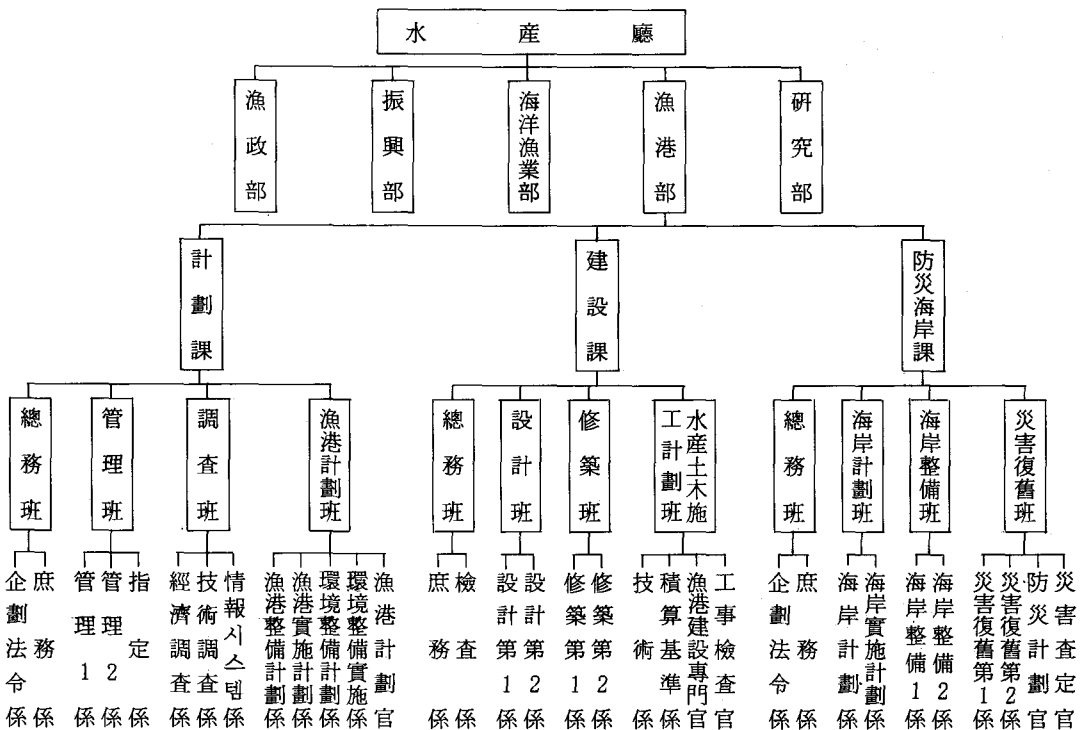 水産廳
漁政部
振興部
海洋漁業部
漁港部
研究部
計劃課
建設課
防災海岸課
總務班
管理班
調査班
漁港計劃班
總務班
設計班
修築班
水産土木施
工計劃班
總務班
海岸計劃班
海岸整備班
災害復舊班
企劃法令係
庶務係
管理1係
管理2係
指定係
經濟調査係
技術調査係
情報시스템係
漁港整備計劃係
漁港實施計劃係
環境整備計劃係
環境整備實施係
漁港計劃官
庶務係
檢査係
設計第1係
設計第2係
修築第1係
修築第2係
技術係
積算基準係
漁港建設專門官
工事檢査官
企劃法令係
庶務係
海岸計劃係
海岸實施計劃係
海岸整備1係
海岸整備2係
災害復舊第1係
災害復舊第2係
防災計劃官
災害査定官